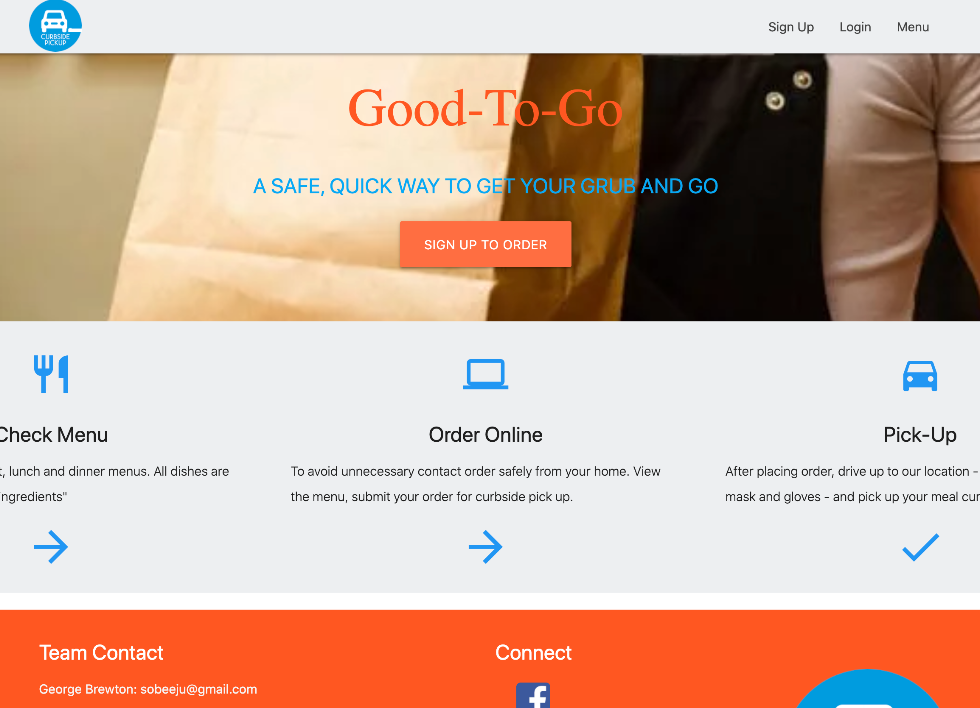 CURBSIDE
PICKUP
Sign Up
Login
Menu
Good-To-Go
A SAFE, QUICK WAY TO GET YOUR GRUB AND GO
SIGN UP TO ORDER
Check Menu
, lunch and dinner menus. All dishes are
ngredients"
Order Online
To avoid unnecessary contact order safely from your home. View
the menu, submit your order for curbside pick up.
Pick-Up
After placing order, drive up to our location -
mask and gloves - and pick up your meal cur
Team Contact
George Brewton: sobeeju@gmail.com
Connect
f